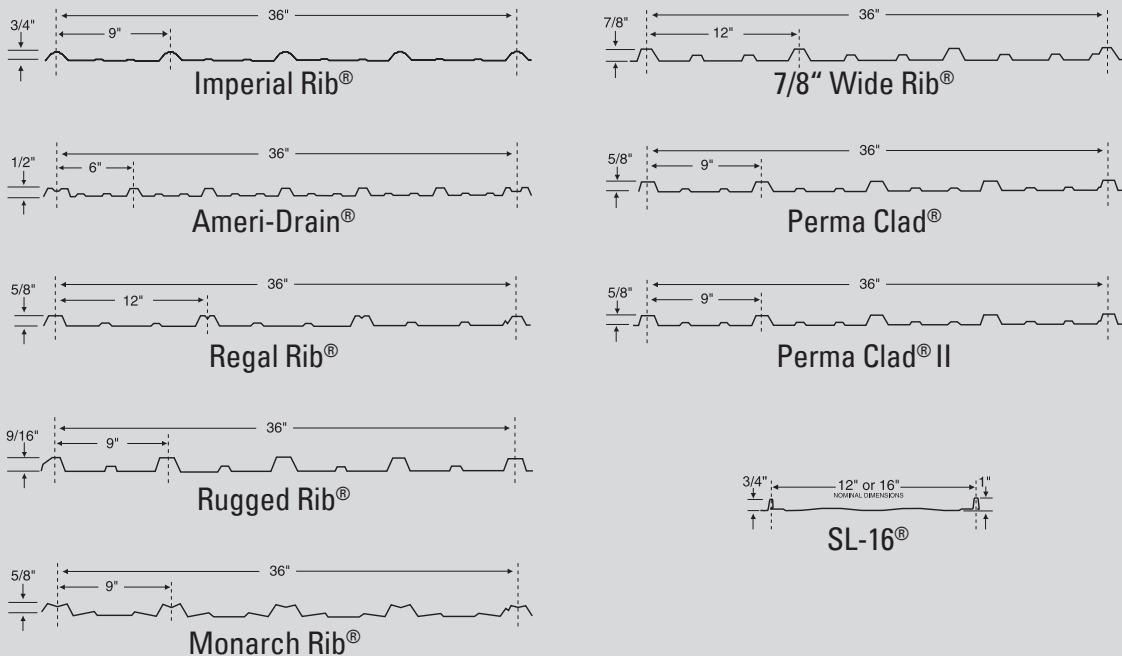 36"
3/4"
9"
Imperial Rib®
36"
1/2"
6"
Ameri-Drain®
36"
5/8"
12"
Regal Rib®
36"
9/16"
9"
Rugged Rib®
36"
5/8"
9"
Monarch Rib®
36"
7/8"
12"
7/8“ Wide Rib®
36"
5/8"
9"
Perma Clad®
36"
5/8"
9"
Perma Clad® II
3/4"
12" or 16"
1"
NOMINAL DIMENSIONS
SL-16®